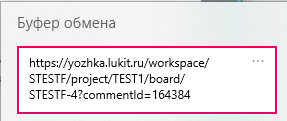 Буфер обмена
https://yozhka.lukit.ru/workspace/
STESTF/project/TEST1/board/
STESTF-4?commentId=164384